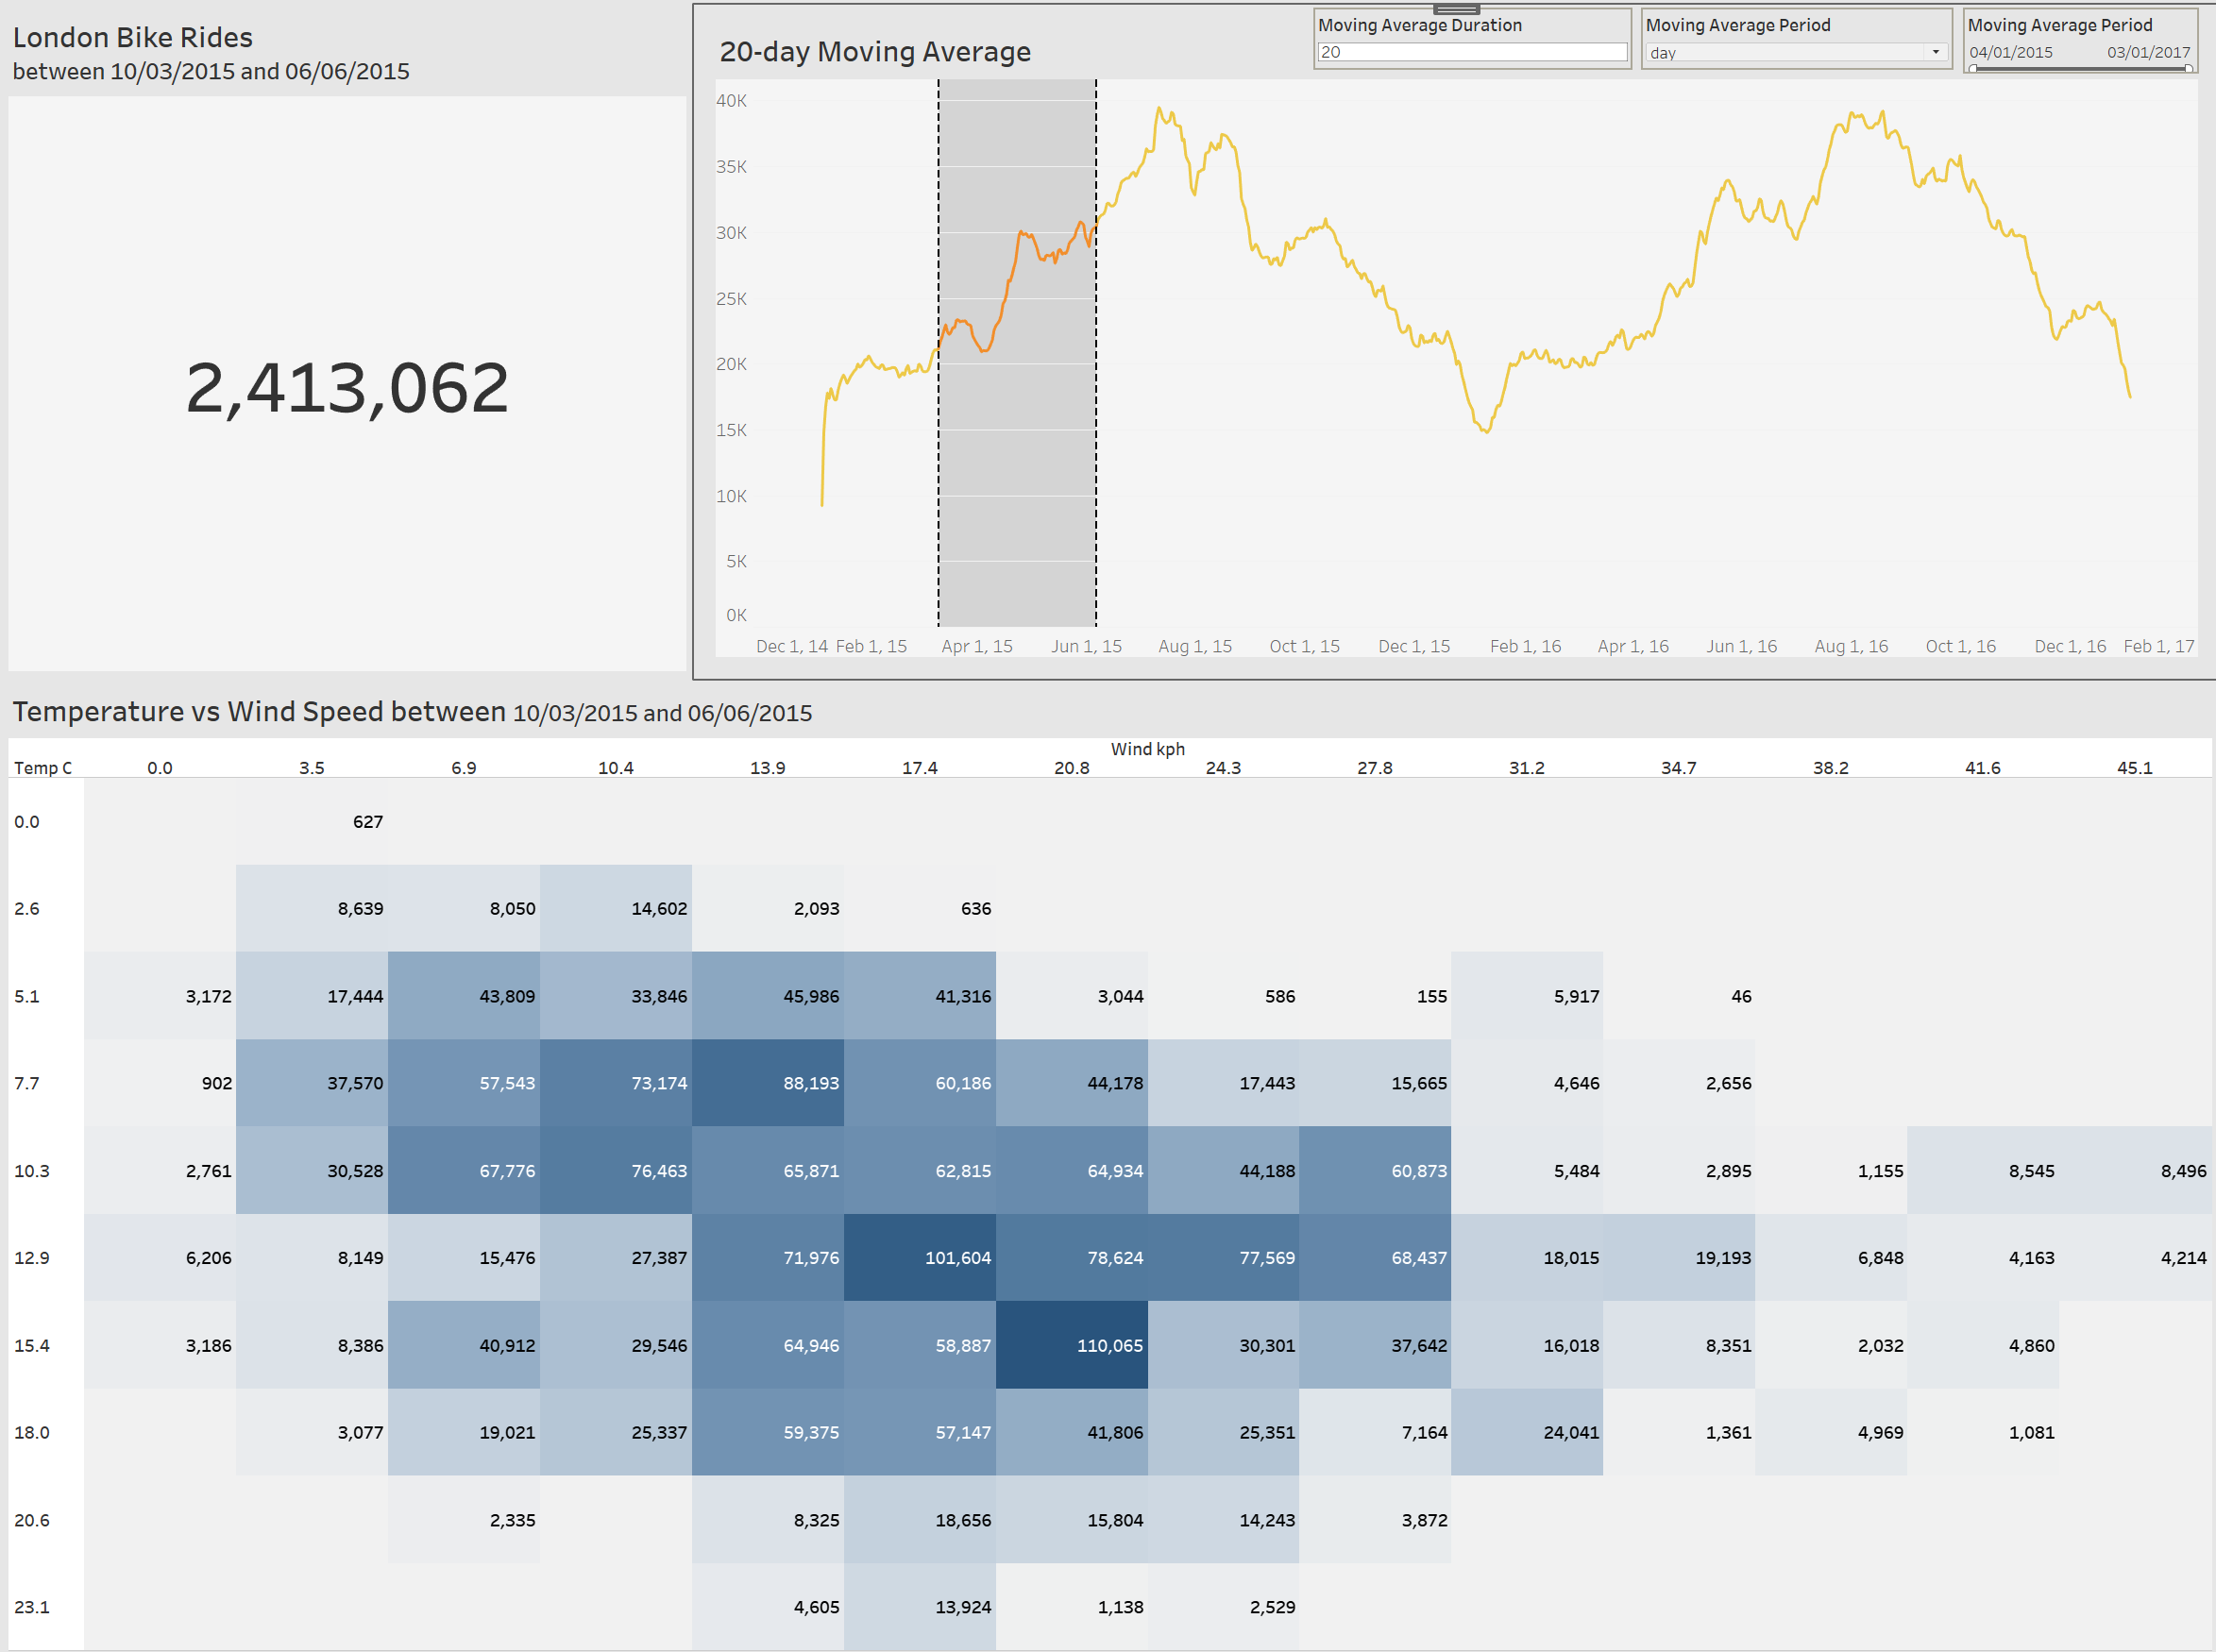 London Bike Rides
between 10/03/2015 and 06/06/2015
2,413,062
20-day Moving Average
Moving Average Duration
20
Moving Average Period
day
Moving Average Period
04/01/2015 03/01/2017
40K
35K
30K
25K
20K
15K
10K
5K
0K
Dec 1, 14 Feb 1, 15 Apr 1, 15 Jun 1, 15 Aug 1, 15 Oct 1, 15 Dec 1, 15 Feb 1, 16 Apr 1, 16 Jun 1, 16 Aug 1, 16 Oct 1, 16 Dec 1, 16 Feb 1, 17
Temperature vs Wind Speed between 10/03/2015 and 06/06/2015
Wind kph
Temp C 0.0 3.5 6.9 10.4 13.9 17.4 20.8 24.3 27.8 31.2 34.7 38.2 41.6 45.1
0.0 627
2.6 8,639 8,050 14,602 2,093 636
5.1 3,172 17,444 43,809 33,846 45,986 41,316 3,044 586 155 5,917 46
7.7 902 37,570 57,543 73,174 88,193 60,186 44,178 17,443 15,665 4,646 2,656
10.3 2,761 30,528 67,776 76,463 65,871 62,815 64,934 44,188 60,873 5,484 2,895 1,155 8,545 8,496
12.9 6,206 8,149 15,476 27,387 71,976 101,604 78,624 77,569 68,437 18,015 19,193 6,848 4,163 4,214
15.4 3,186 8,386 40,912 29,546 64,946 58,887 110,065 30,301 37,642 16,018 8,351 2,032 4,860
18.0 3,077 19,021 25,337 59,375 57,147 41,806 25,351 7,164 24,041 1,361 4,969 1,081
20.6 2,335 8,325 18,656 15,804 14,243 3,872
23.1 4,605 13,924 1,138 2,529